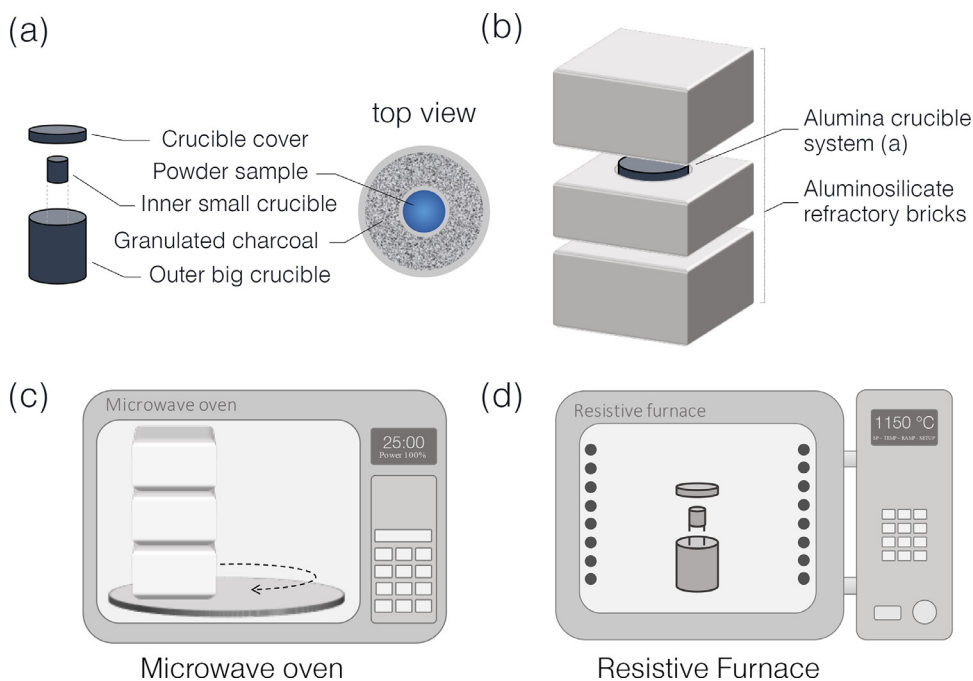 (a)
Crucible cover
Powder sample
Inner small crucible
Granulated charcoal
Outer big crucible
top view
(b)
Alumina crucible
system (a)
Aluminosilicate
refractory bricks
(c)
Microwave oven
25:00
Power 100%
Microwave oven
(d)
Resistive furnace
1150 °C
SP - TEMP - RAMP - SETUP
Resistive Furnace